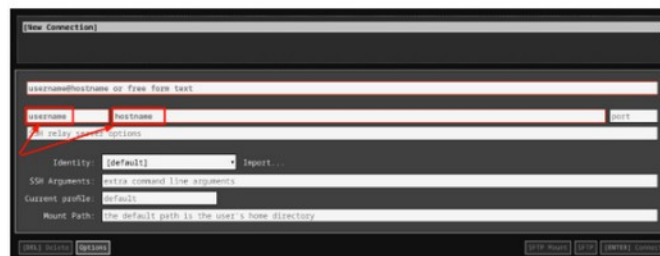 [New Connection]
username@hostname or free form text
username hostname port
SSH relay server options
Identity: [default] Import...
SSH Arguments: extra command line arguments
Current profile: default
Mount Path: the default path is the user's home directory
[DEL] Delete Options SFTP Mount SFTP [ENTER] Connect